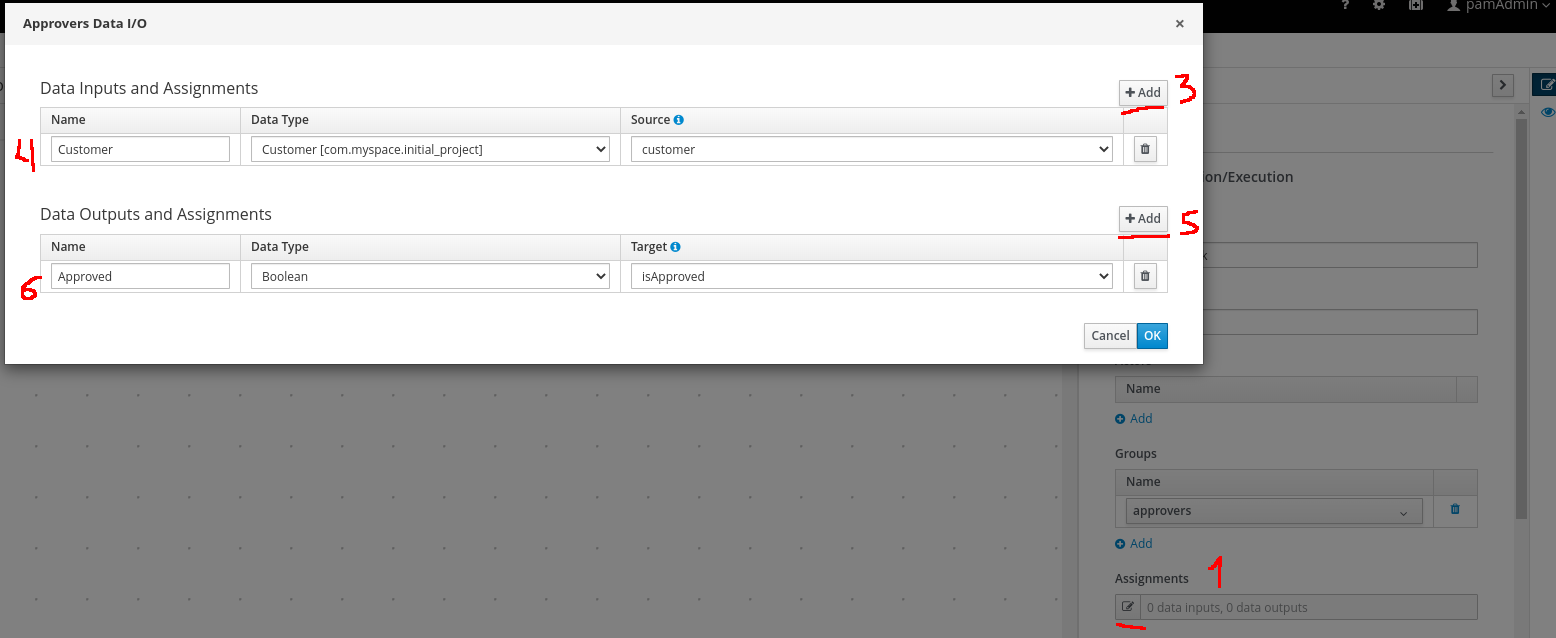 pamAdmin
Approvers Data I/O
Data Inputs and Assignments
+ Add
3
Name Data Type Source
4
Customer Customer [com.myspace.initial_project] customer
Data Outputs and Assignments
+ Add
5
Name Data Type Target
6
Approved Boolean isApproved
Cancel OK
on/Execution
k
Name
Add
Groups
Name
approvers
Add
1
Assignments
0 data inputs, 0 data outputs